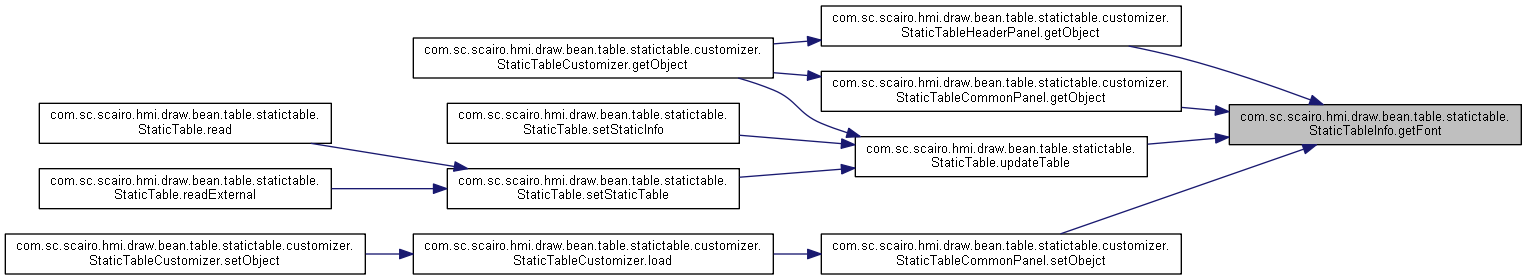 com.sc.scairo.hmi.draw.bean.table.statictable.customizer.
StaticTableHeaderPanel.getObject
com.sc.scairo.hmi.draw.bean.table.statictable.customizer.
StaticTableCustomizer.getObject
com.sc.scairo.hmi.draw.bean.table.statictable.customizer.
StaticTableCommonPanel.getObject
com.sc.scairo.hmi.draw.bean.table.statictable.
StaticTable.read
com.sc.scairo.hmi.draw.bean.table.statictable.
StaticTable.setStaticInfo
com.sc.scairo.hmi.draw.bean.table.statictable.
StaticTableInfo.getFont
com.sc.scairo.hmi.draw.bean.table.statictable.
StaticTable.updateTable
com.sc.scairo.hmi.draw.bean.table.statictable.
StaticTable.readExternal
com.sc.scairo.hmi.draw.bean.table.statictable.
StaticTable.setStaticTable
com.sc.scairo.hmi.draw.bean.table.statictable.customizer.
StaticTableCustomizer.setObject
com.sc.scairo.hmi.draw.bean.table.statictable.customizer.
StaticTableCustomizer.load
com.sc.scairo.hmi.draw.bean.table.statictable.customizer.
StaticTableCommonPanel.setObejct